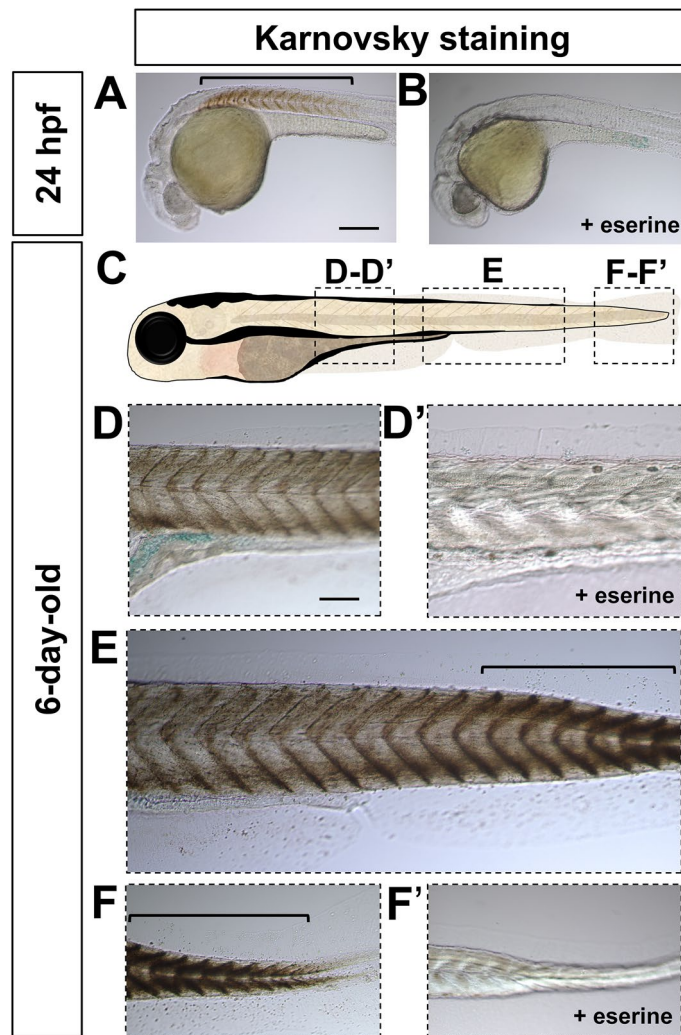 Karnovsky staining
24 hpf
A
B
+ eserine
6-day-old
C
D-D’
E
F-F’
D
D’
+ eserine
E
F
F’
+ eserine